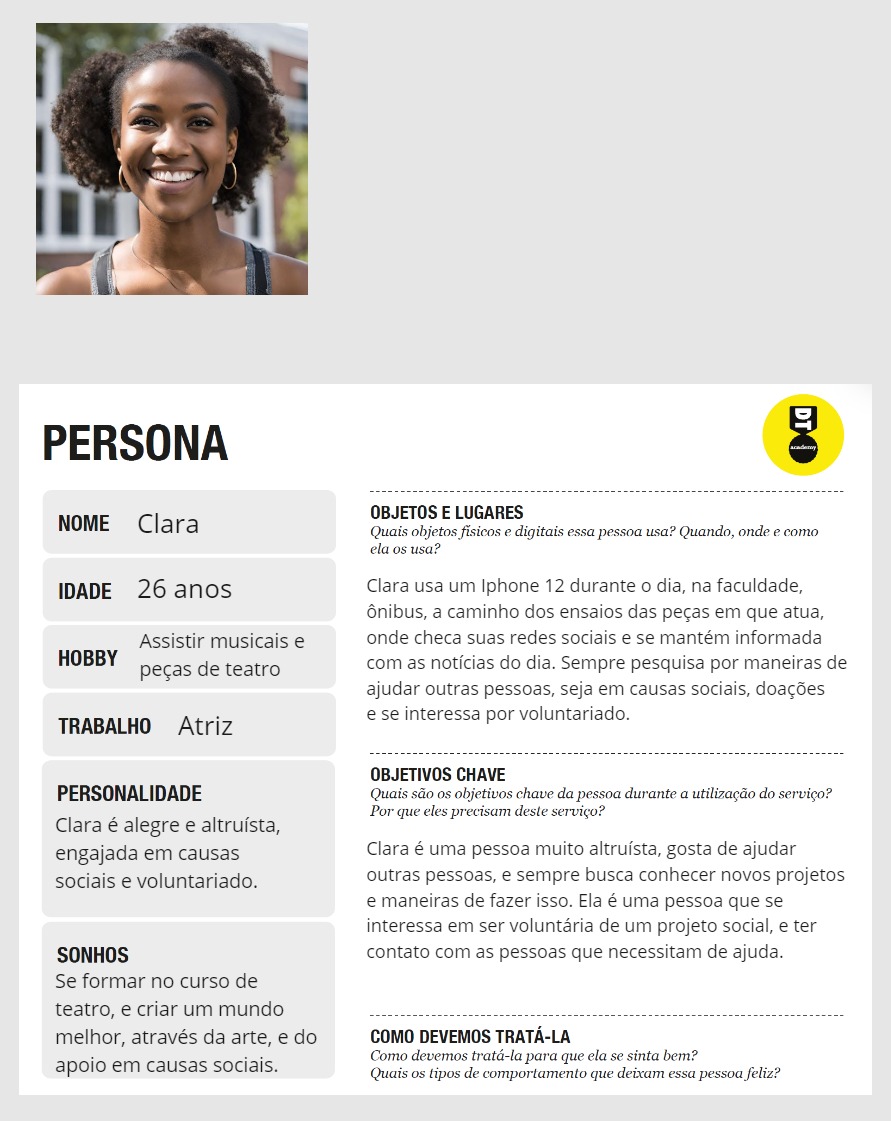 PERSONA
DT
academy
NOME Clara
IDADE 26 anos
HOBBY Assistir musicais e
peças de teatro
TRABALHO Atriz
PERSONALIDADE
Clara é alegre e altruísta,
engajada em causas
sociais e voluntariado.
SONHOS
Se formar no curso de
teatro, e criar um mundo
melhor, através da arte, e do
apoio em causas sociais.
OBJETOS E LUGARES
Quais objetos físicos e digitais essa pessoa usa? Quando, onde e como
ela os usa?
Clara usa um Iphone 12 durante o dia, na faculdade,
ônibus, a caminho dos ensaios das peças em que atua,
onde checa suas redes sociais e se mantém informada
com as notícias do dia. Sempre pesquisa por maneiras de
ajudar outras pessoas, seja em causas sociais, doações
e se interessa por voluntariado.
OBJETIVOS CHAVE
Quais são os objetivos chave da pessoa durante a utilização do serviço?
Por que eles precisam deste serviço?
Clara é uma pessoa muito altruísta, gosta de ajudar
outras pessoas, e sempre busca conhecer novos projetos
e maneiras de fazer isso. Ela é uma pessoa que se
interessa em ser voluntária de um projeto social, e ter
contato com as pessoas que necessitam de ajuda.
COMO DEVEMOS TRATÁ-LA
Como devemos tratá-la para que ela se sinta bem?
Quais os tipos de comportamento que deixam essa pessoa feliz?